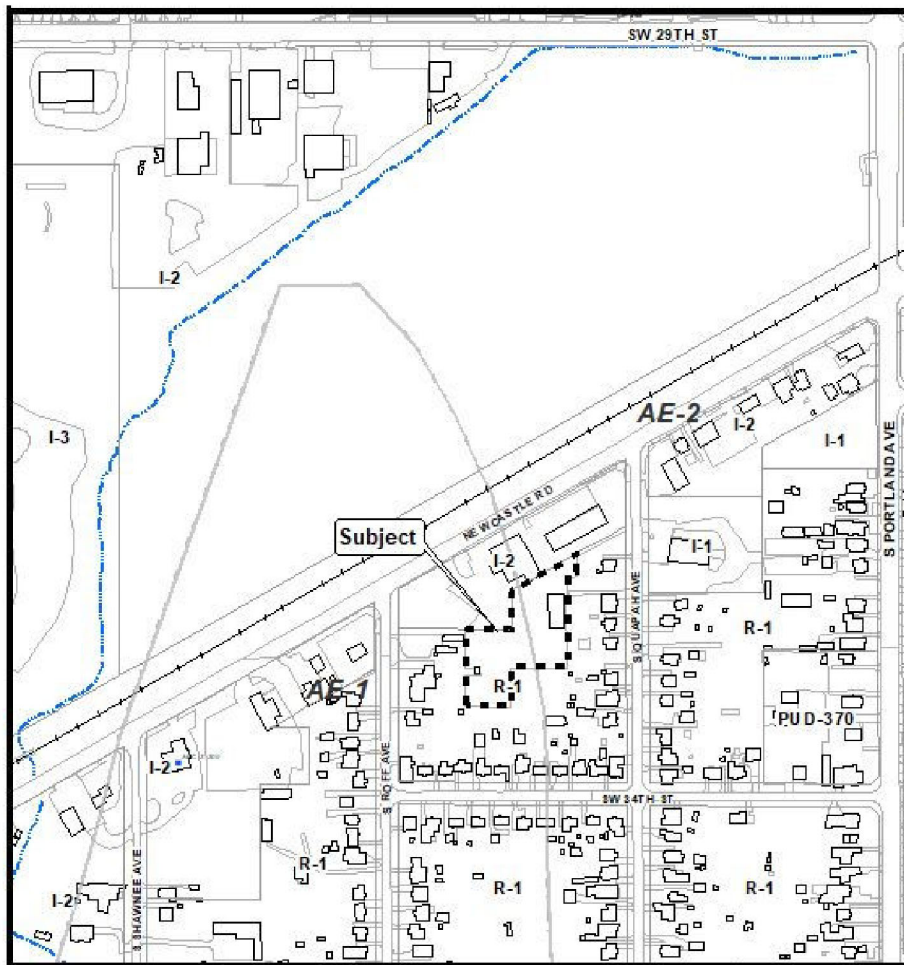 SW 29TH ST
I-2
I-3
AE-2
I-2
I-1
S PORTLAND AVE
NEWCASTLE RD
Subject
I-2
I-1
S QUAPAH AVE
R-1
AE-1
R-1
PUD-370
I-2
S ROFF AVE
SW 34TH ST
R-1
R-1
R-1
I-2
S SHAWNEE AVE